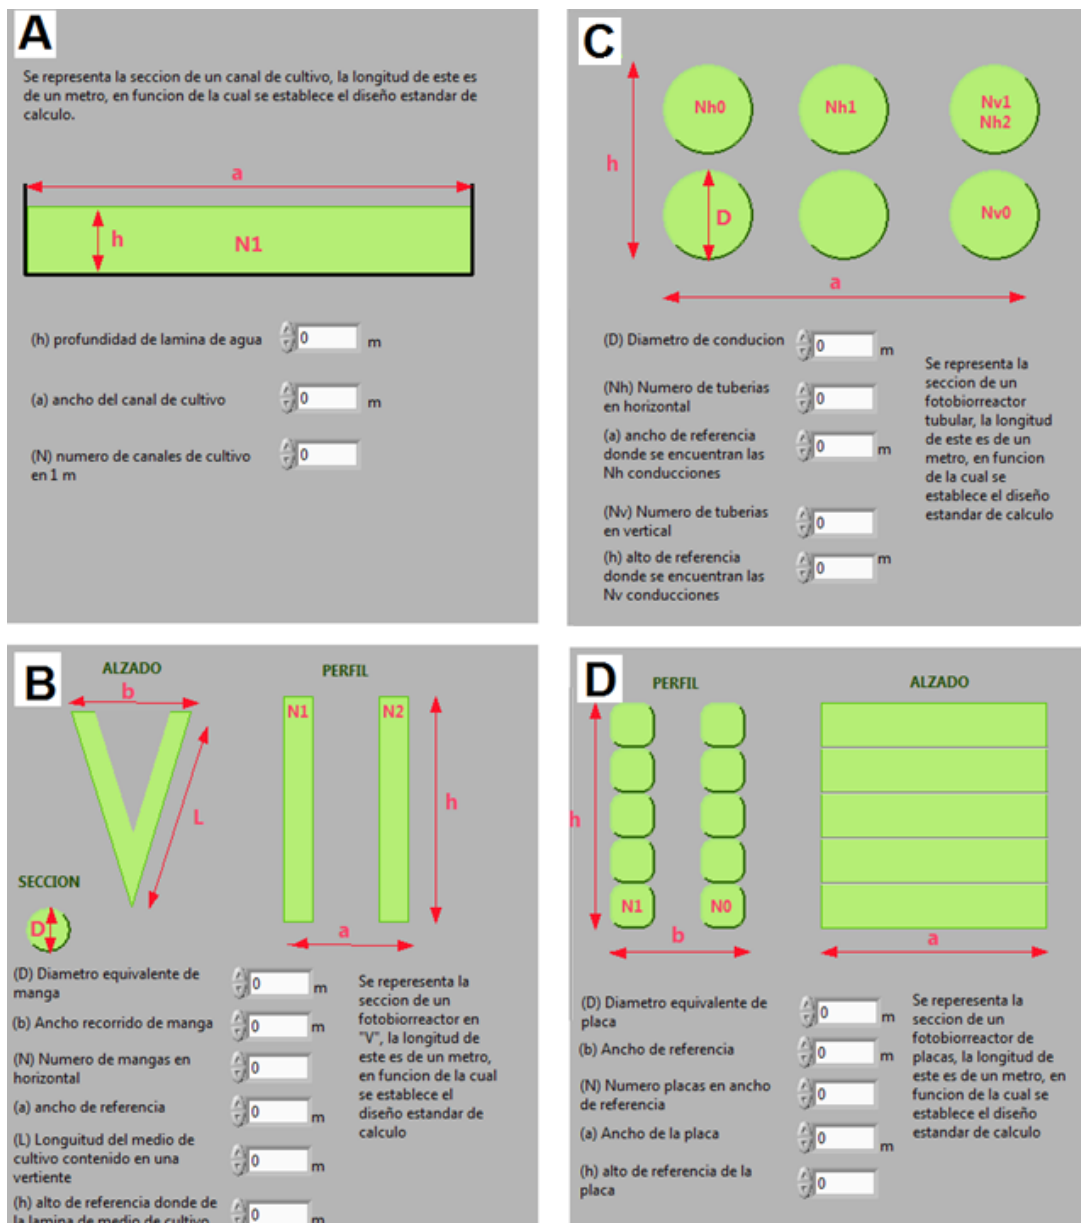 A
Se representa la seccion de un canal de cultivo, la longitud de este es
de un metro, en funcion de la cual se establece el diseño estandar de
calculo.
a
h
N1
(h) profundidad de lamina de agua
0
m
(a) ancho del canal de cultivo
0
m
(N) numero de canales de cultivo
en 1 m
0
C
Nh0
Nh1
Nv1
Nh2
h
D
Nv0
a
(D) Diametro de conducion
0
m
(Nh) Numero de tuberias
en horizontal
0
(a) ancho de referencia
donde se encuentran las
Nh conducciones
0
m
(Nv) Numero de tuberias
en vertical
0
(h) alto de referencia
donde se encuentran las
Nv conducciones
0
m
Se representa la
seccion de un
fotobiorreactor
tubular, la longitud
de este es de un
metro, en funcion
de la cual se
establece el diseño
estandar de calculo
B
ALZADO
b
L
SECCION
D
PERFIL
N1
N2
h
a
(D) Diametro equivalente de
manga
0
m
(b) Ancho recorrido de manga
0
m
(N) Numero de mangas en
horizontal
0
(a) ancho de referencia
0
m
(L) Longuitud del medio de
cultivo contenido en una
vertiente
0
m
(h) alto de referencia donde de
la lamina de medio de cultivo
0
m
Se reperesenta la
seccion de un
fotobiorreactor en
"V", la longitud de
este es de un metro,
en funcion de la cual
se establece el
diseño estandar de
calculo
D
PERFIL
ALZADO
h
N1
N0
b
a
(D) Diametro equivalente de
placa
0
m
(b) Ancho de referencia
0
m
(N) Numero placas en ancho
de referencia
0
(a) Ancho de la placa
0
m
(h) alto de referencia de la
placa
0
Se reperesenta la
seccion de un
fotobiorreactor de
placas, la longitud de
este es de un metro, en
funcion de la cual se
establece el diseño
estandar de calculo